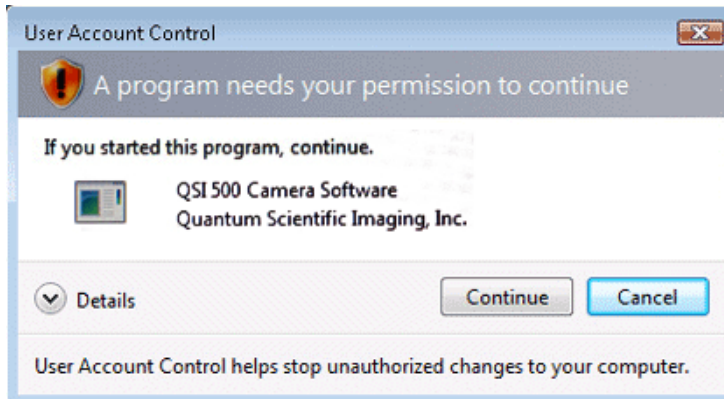 User Account Control
A program needs your permission to continue
If you started this program, continue.
QSI 500 Camera Software
Quantum Scientific Imaging, Inc.
Details
Continue
Cancel
User Account Control helps stop unauthorized changes to your computer.